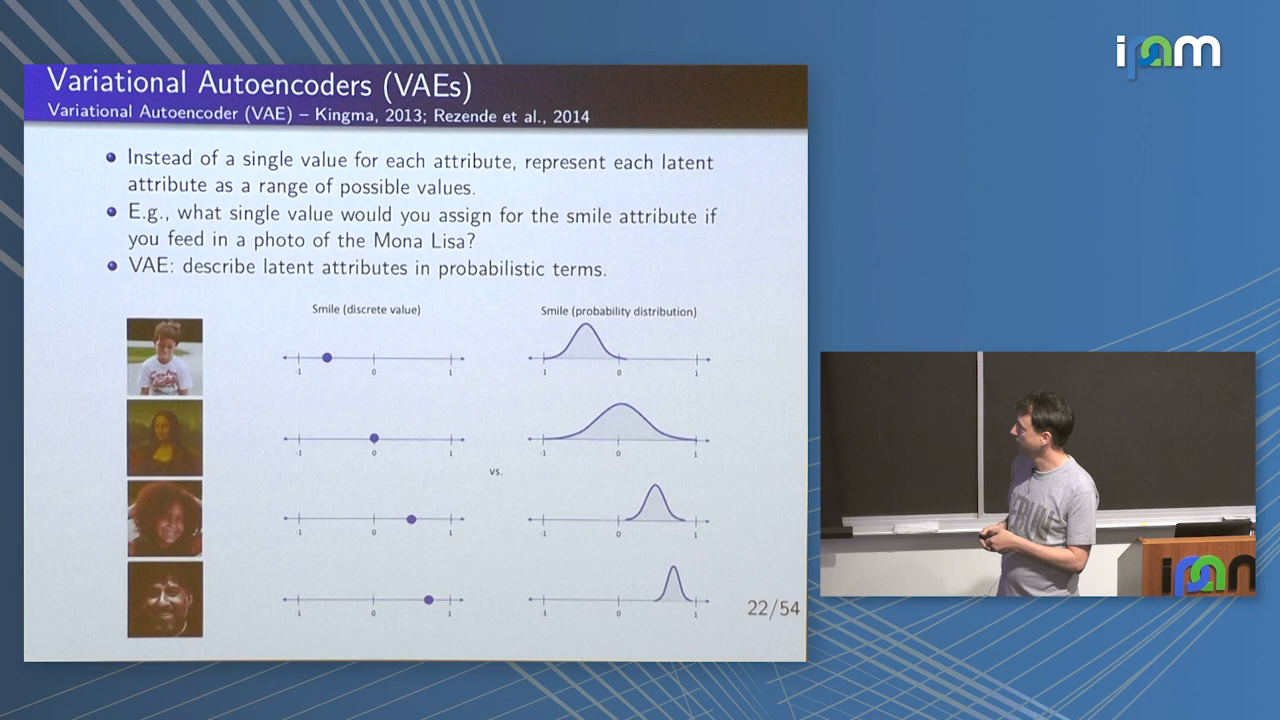 ipam
Variational Autoencoders (VAEs)
Variational Autoencoder (VAE) – Kingma, 2013; Rezende et al., 2014
Instead of a single value for each attribute, represent each latent
attribute as a range of possible values.
E.g., what single value would you assign for the smile attribute if
you feed in a photo of the Mona Lisa?
VAE: describe latent attributes in probabilistic terms.
Smile (discrete value)
Smile (probability distribution)
-1 0 1
-1 0 1
-1 0 1
-1 0 1
vs.
-1 0 1
-1 0 1
-1 0 1
-1 0 1
22/54
ipam